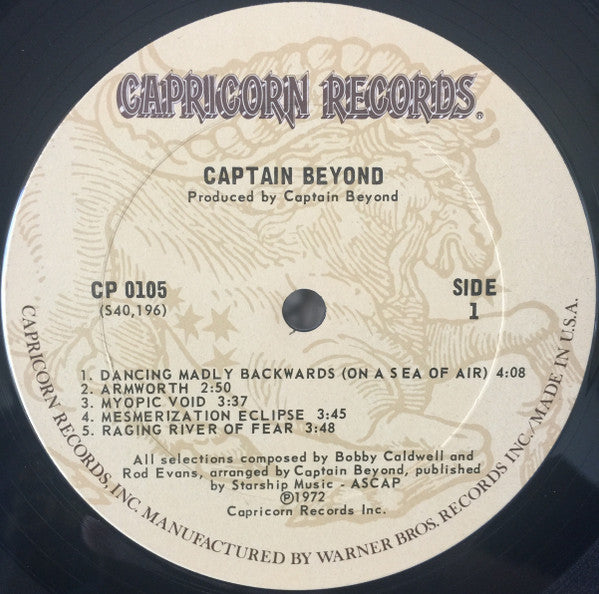 CAPRICORN RECORDS®
CAPTAIN BEYOND
Produced by Captain Beyond
CP 0105
(S40,196)
SIDE
1
1. DANCING MADLY BACKWARDS (ON A SEA OF AIR) 4:08
2. ARMWORTH 2:50
3. MYOPIC VOID 3:37
4. MESMERIZATION ECLIPSE 3:45
5. RAGING RIVER OF FEAR 3:48
All selections composed by Bobby Caldwell and
Rod Evans, arranged by Captain Beyond, published
by Starship Music - ASCAP
℗1972
Capricorn Records Inc.
CAPRICORN RECORDS, INC. MANUFACTURED BY WARNER BROS. RECORDS INC./MADE IN U.S.A.